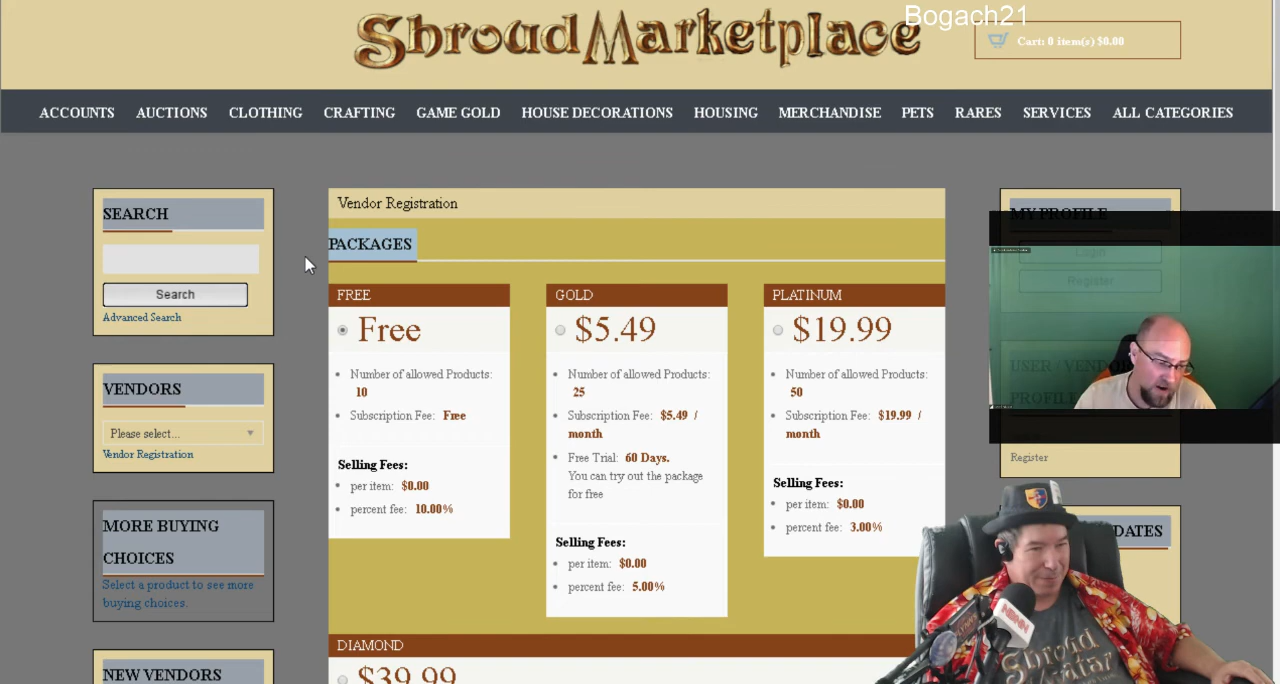 Bogach21
ShroudMarketplace
Cart: 0 item(s) $0.00
ACCOUNTS AUCTIONS CLOTHING CRAFTING GAME GOLD HOUSE DECORATIONS HOUSING MERCHANDISE PETS RARES SERVICES ALL CATEGORIES
SEARCH
Search
Advanced Search
VENDORS
Please select...
Vendor Registration
MORE BUYING
CHOICES
Select a product to see more
buying choices.
NEW VENDORS
Vendor Registration
PACKAGES
FREE
Free
Number of allowed Products:
10
Subscription Fee: Free
Selling Fees:
per item: $0.00
percent fee: 10.00%
GOLD
$5.49
Number of allowed Products:
25
Subscription Fee: $5.49 /
month
Free Trial: 60 Days.
You can try out the package
for free
Selling Fees:
per item: $0.00
percent fee: 5.00%
PLATINUM
$19.99
Number of allowed Products:
50
Subscription Fee: $19.99 /
month
Selling Fees:
per item: $0.00
percent fee: 3.00%
DIAMOND
$39.99
MY PROFILE
Login
Register
USER / VENDO
PROFIL
Register
DATES
NBNN
Shroud